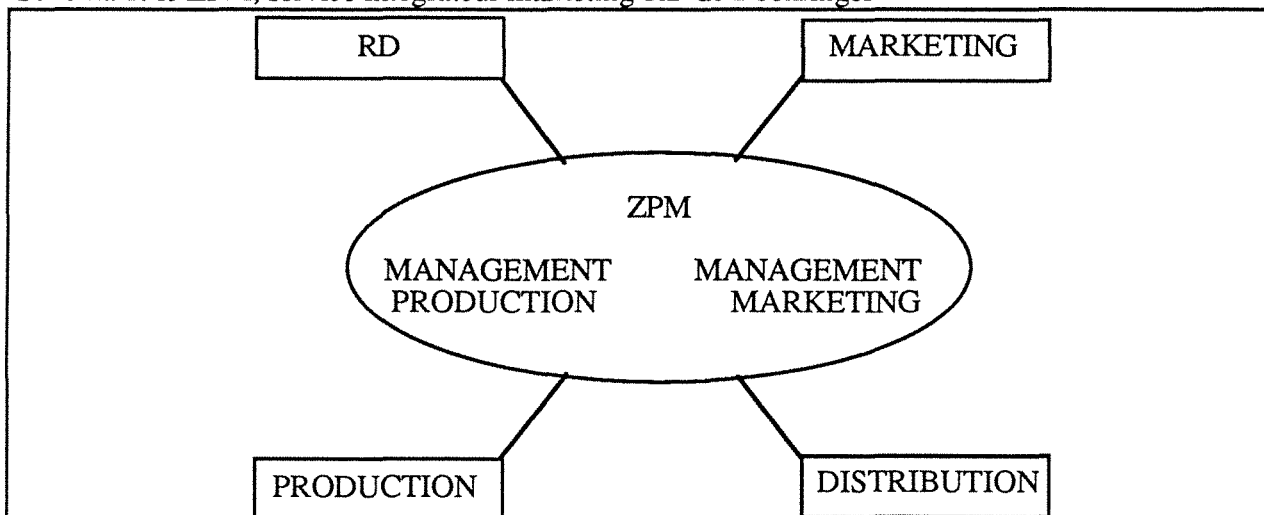 RD
MARKETING
ZPM
MANAGEMENT MANAGEMENT
PRODUCTION MARKETING
PRODUCTION
DISTRIBUTION